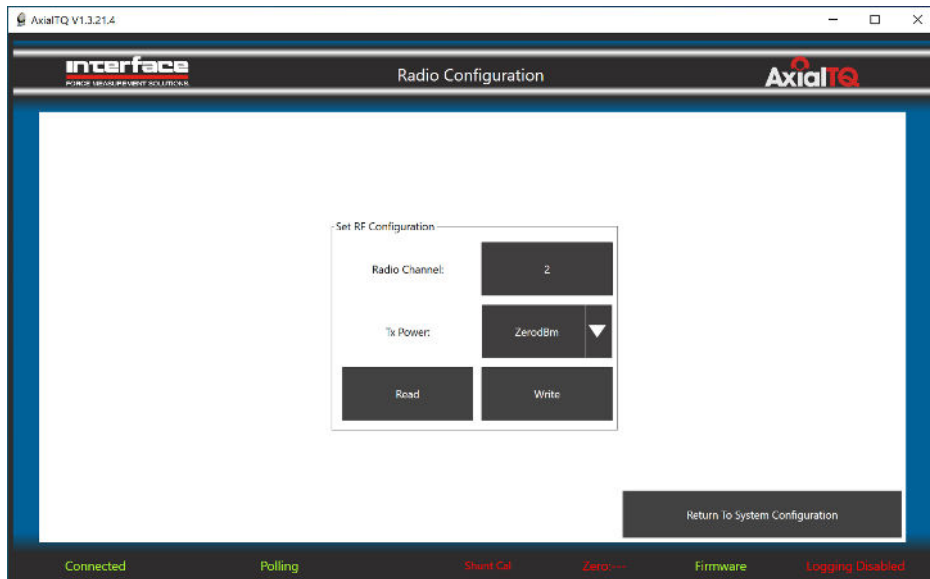 AxialTQ V1.3.21.4
interface
FORCE MEASUREMENT SOLUTIONS
Radio Configuration
AxialTQ
Set RF Configuration
Radio Channel: 2
Tx Power: ZerodBm
Read Write
Return To System Configuration
Connected Polling Shunt Cal Zero:--- Firmware Logging Disabled